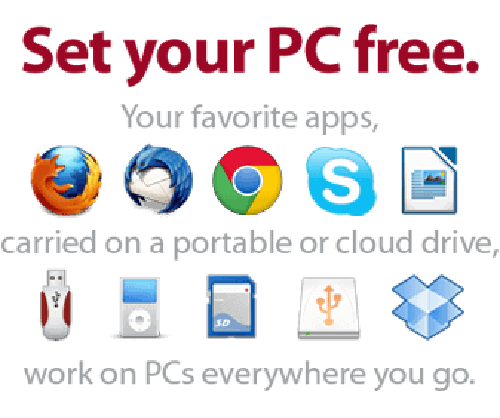 Set your PC free.
Your favorite apps,
S
carried on a portable or cloud drive,
SD
work on PCs everywhere you go.